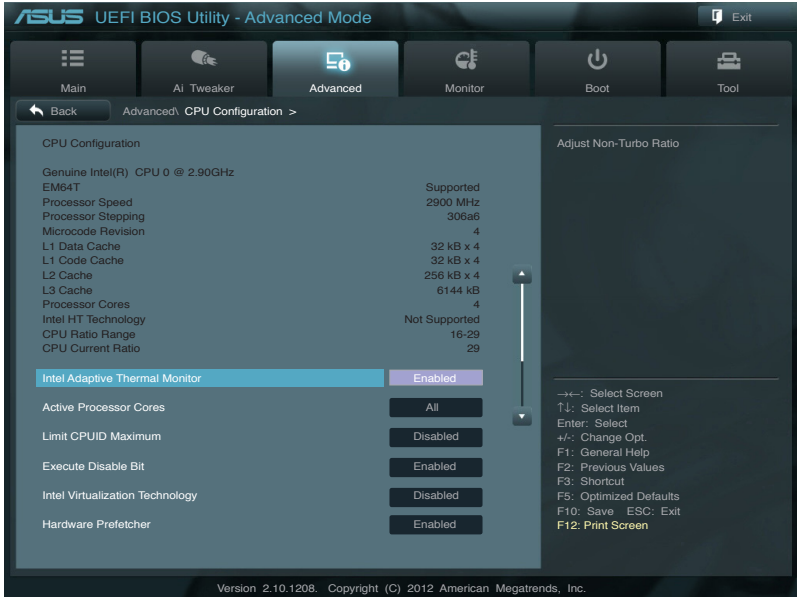 ASUS UEFI BIOS Utility - Advanced Mode
Exit
Main
Ai Tweaker
Advanced
Monitor
Boot
Tool
Back
Advanced\ CPU Configuration >
CPU Configuration
Genuine Intel(R) CPU 0 @ 2.90GHz
EM64T Supported
Processor Speed 2900 MHz
Processor Stepping 306a6
Microcode Revision 4
L1 Data Cache 32 kB x 4
L1 Code Cache 32 kB x 4
L2 Cache 256 kB x 4
L3 Cache 6144 kB
Processor Cores 4
Intel HT Technology Not Supported
CPU Ratio Range 16-29
CPU Current Ratio 29
Intel Adaptive Thermal Monitor Enabled
Active Processor Cores All
Limit CPUID Maximum Disabled
Execute Disable Bit Enabled
Intel Virtualization Technology Disabled
Hardware Prefetcher Enabled
Adjust Non-Turbo Ratio
→←: Select Screen
↑↓: Select Item
Enter: Select
+/-: Change Opt.
F1: General Help
F2: Previous Values
F3: Shortcut
F5: Optimized Defaults
F10: Save ESC: Exit
F12: Print Screen
Version 2.10.1208. Copyright (C) 2012 American Megatrends, Inc.